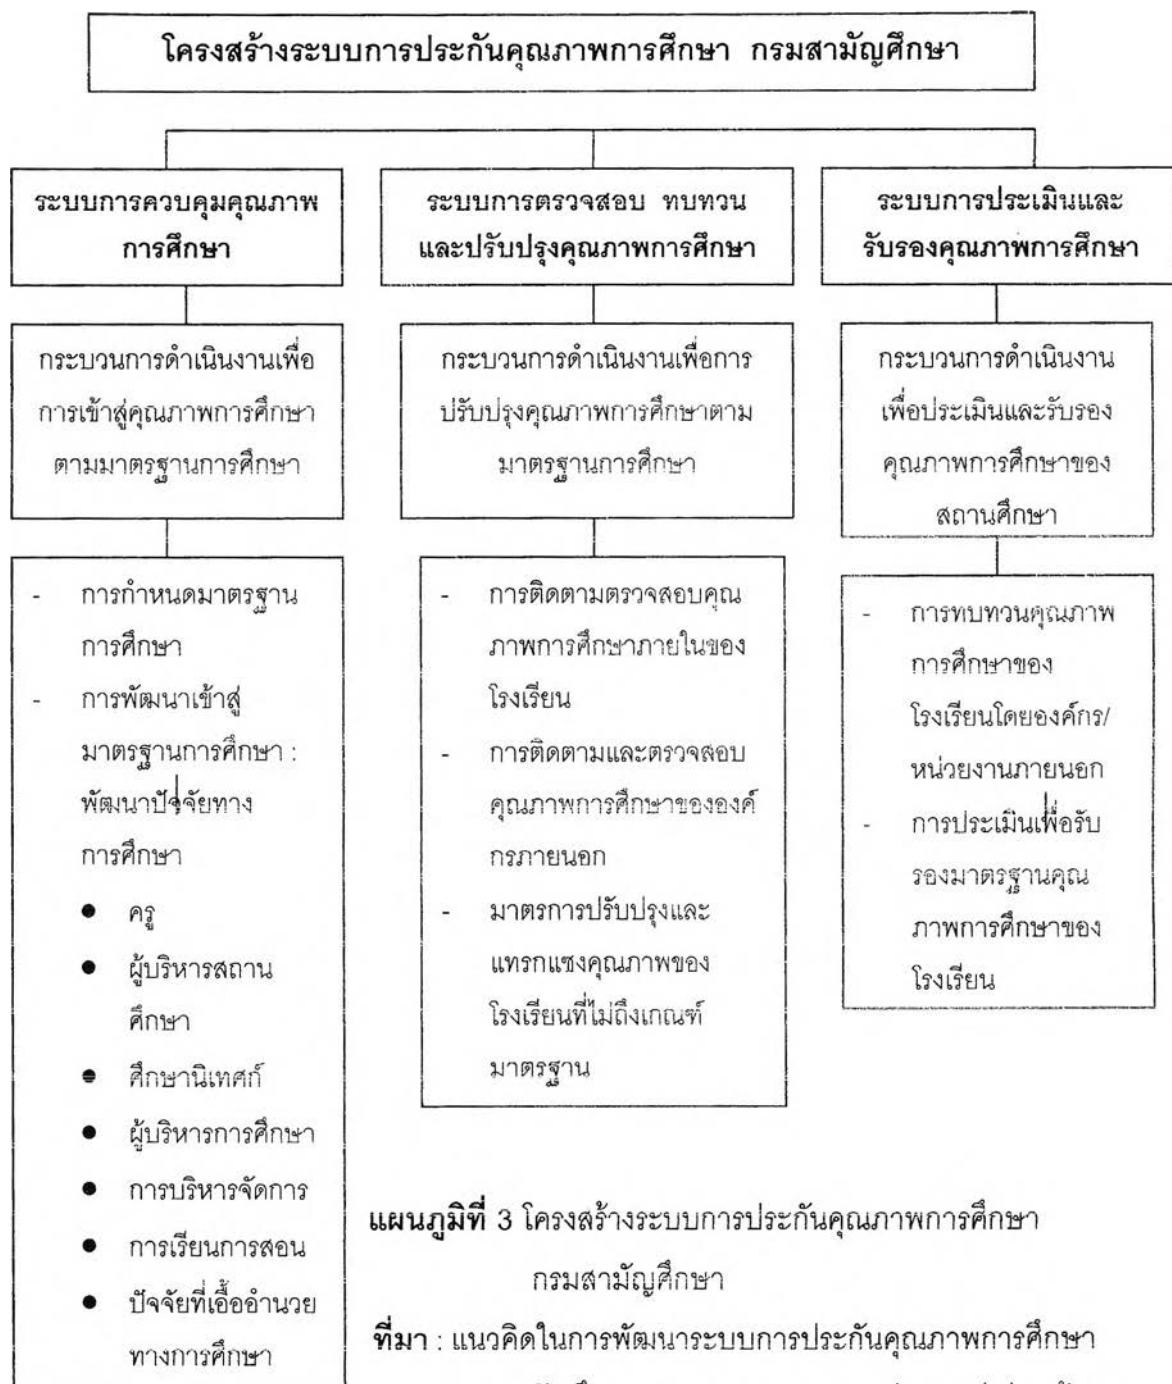 โครงสร้างระบบการประกันคุณภาพการศึกษา กรมสามัญศึกษา
ระบบการควบคุมคุณภาพ
การศึกษา
กระบวนการดำเนินงานเพื่อ
การเข้าสู่คุณภาพการศึกษา
ตามมาตรฐานการศึกษา
- การกำหนดมาตรฐาน
การศึกษา
- การพัฒนาเข้าสู่
มาตรฐานการศึกษา :
พัฒนาปัจจัยทาง
การศึกษา
● ครู
● ผู้บริหารสถาน
ศึกษา
● ศึกษานิเทศก์
● ผู้บริหารการศึกษา
● การบริหารจัดการ
● การเรียนการสอน
● ปัจจัยที่เอื้ออำนวย
ทางการศึกษา
ระบบการตรวจสอบ ทบทวน
และปรับปรุงคุณภาพการศึกษา
กระบวนการดำเนินงานเพื่อการ
ปรับปรุงคุณภาพการศึกษาตาม
มาตรฐานการศึกษา
- การติดตามตรวจสอบคุณ
ภาพการศึกษาภายในของ
โรงเรียน
- การติดตามและตรวจสอบ
คุณภาพการศึกษาขององค์
กรภายนอก
- มาตรการปรับปรุงและ
แทรกแซงคุณภาพของ
โรงเรียนที่ไม่ถึงเกณฑ์
มาตรฐาน
ระบบการประเมินและ
รับรองคุณภาพการศึกษา
กระบวนการดำเนินงาน
เพื่อประเมินและรับรอง
คุณภาพการศึกษาของ
สถานศึกษา
- การทบทวนคุณภาพ
การศึกษาของ
โรงเรียนโดยองค์กร/
หน่วยงานภายนอก
- การประเมินเพื่อรับ
รองมาตรฐานคุณ
ภาพการศึกษาของ
โรงเรียน
แผนภูมิที่ 3 โครงสร้างระบบการประกันคุณภาพการศึกษา
กรมสามัญศึกษา
ที่มา : แนวคิดในการพัฒนาระบบการประกันคุณภาพการศึกษา